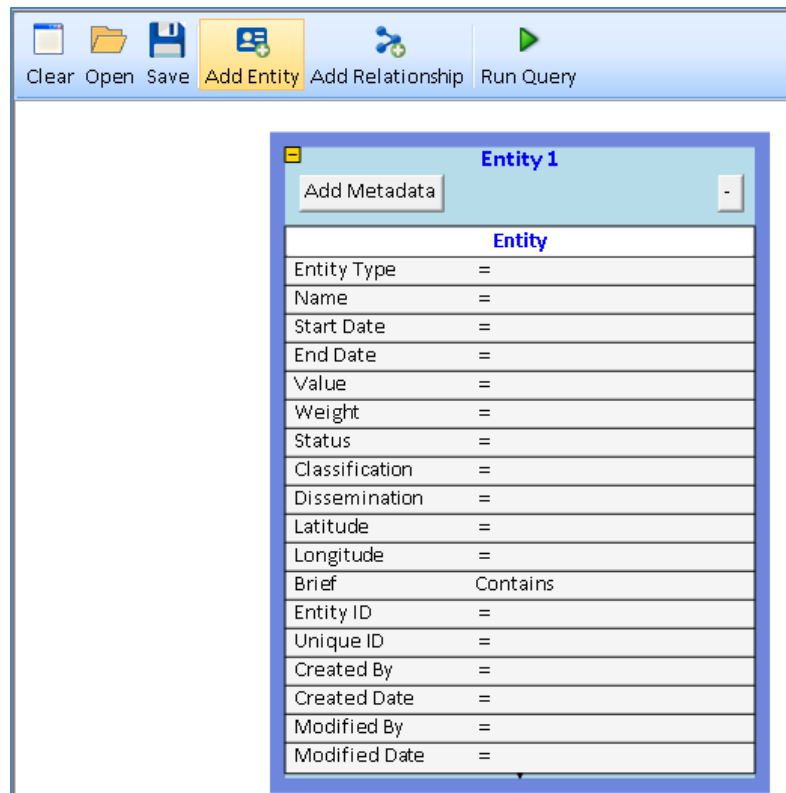 Clear Open Save Add Entity Add Relationship Run Query
Entity 1
Add Metadata -
Entity
Entity Type =
Name =
Start Date =
End Date =
Value =
Weight =
Status =
Classification =
Dissemination =
Latitude =
Longitude =
Brief Contains
Entity ID =
Unique ID =
Created By =
Created Date =
Modified By =
Modified Date =